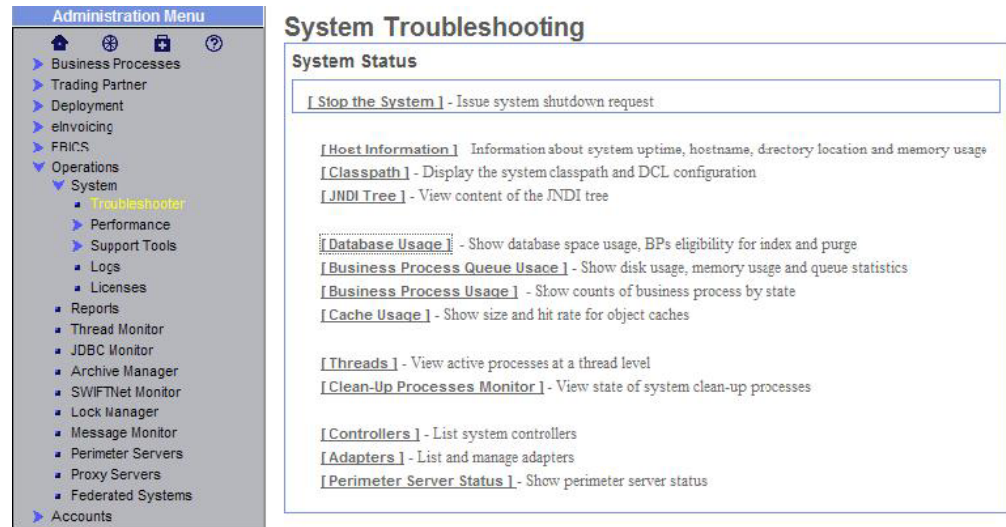 Administration Menu
Business Processes
Trading Partner
Deployment
eInvoicing
EBICS
Operations
System
Troubleshooter
Performance
Support Tools
Logs
Licenses
Reports
Thread Monitor
JDBC Monitor
Archive Manager
SWIFTNet Monitor
Lock Manager
Message Monitor
Perimeter Servers
Proxy Servers
Federated Systems
Accounts
System Troubleshooting
System Status
[ Stop the System ] - Issue system shutdown request
[ Host Information ] Information about system uptime, hostname, directory location and memory usage
[ Classpath ] - Display the system classpath and DCL configuration
[ JNDI Tree ] - View content of the JNDI tree
[ Database Usage ] - Show database space usage, BPs eligibility for index and purge
[ Business Process Queue Usage ] - Show disk usage, memory usage and queue statistics
[ Business Process Usage ] - Show counts of business process by state
[ Cache Usage ] - Show size and hit rate for object caches
[ Threads ] - View active processes at a thread level
[ Clean-Up Processes Monitor ] - View state of system clean-up processes
[ Controllers ] - List system controllers
[ Adapters ] - List and manage adapters
[ Perimeter Server Status ] - Show perimeter server status